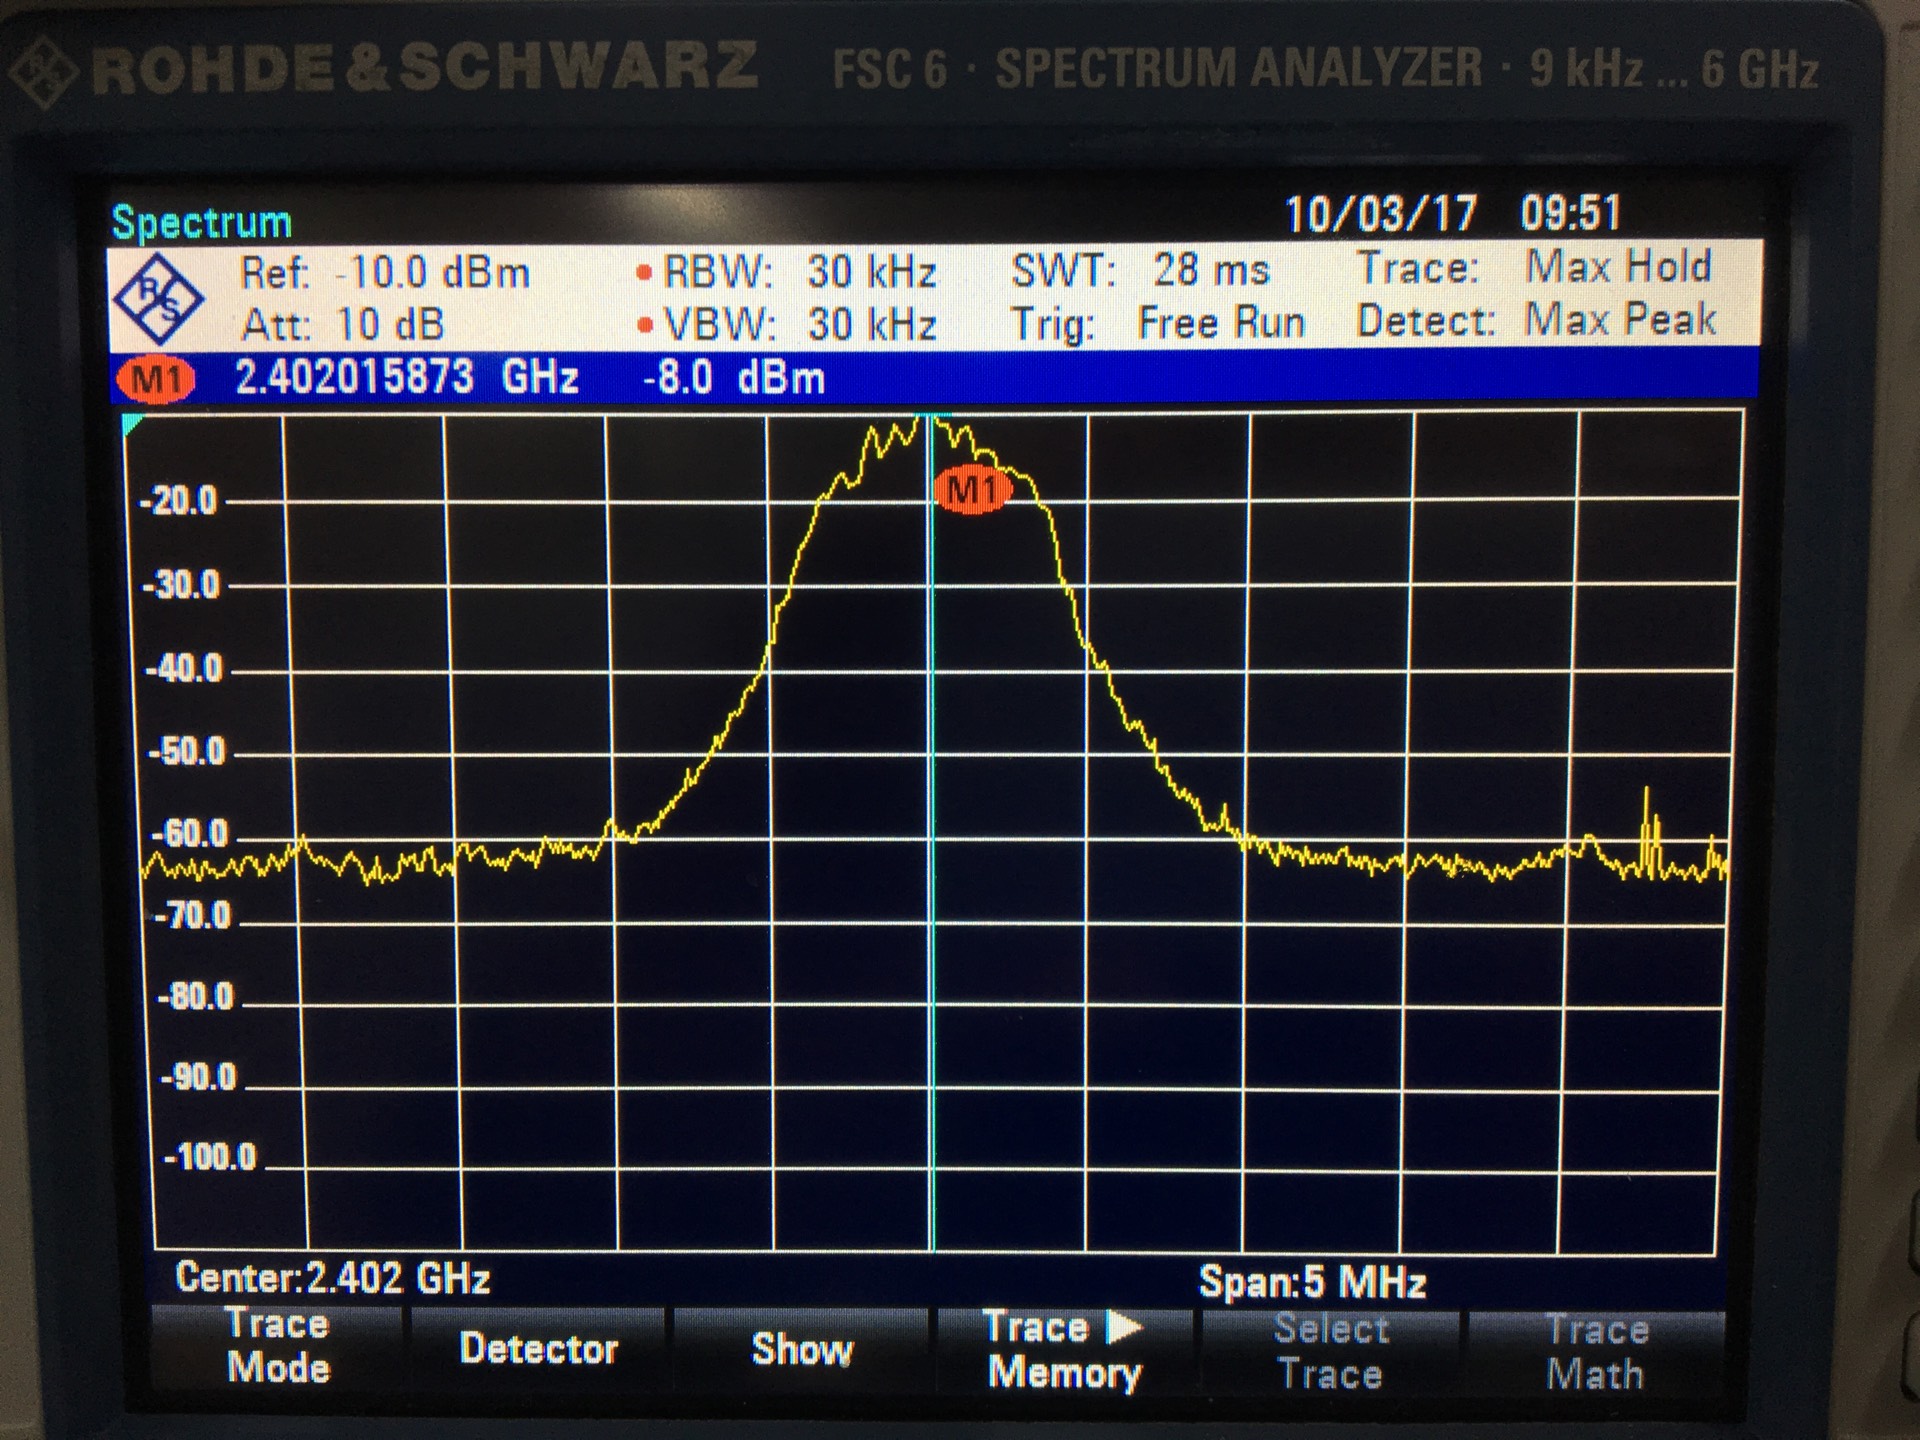 ROHDE&SCHWARZ FSC 6 · SPECTRUM ANALYZER · 9 kHz ... 6 GHz
Spectrum 10/03/17 09:51
Ref: -10.0 dBm • RBW: 30 kHz SWT: 28 ms Trace: Max Hold
Att: 10 dB • VBW: 30 kHz Trig: Free Run Detect: Max Peak
M1 2.402015873 GHz -8.0 dBm
M1
-20.0
-30.0
-40.0
-50.0
-60.0
-70.0
-80.0
-90.0
-100.0
Center:2.402 GHz Span:5 MHz
Trace Mode Detector Show Trace Memory Select Trace Trace Math